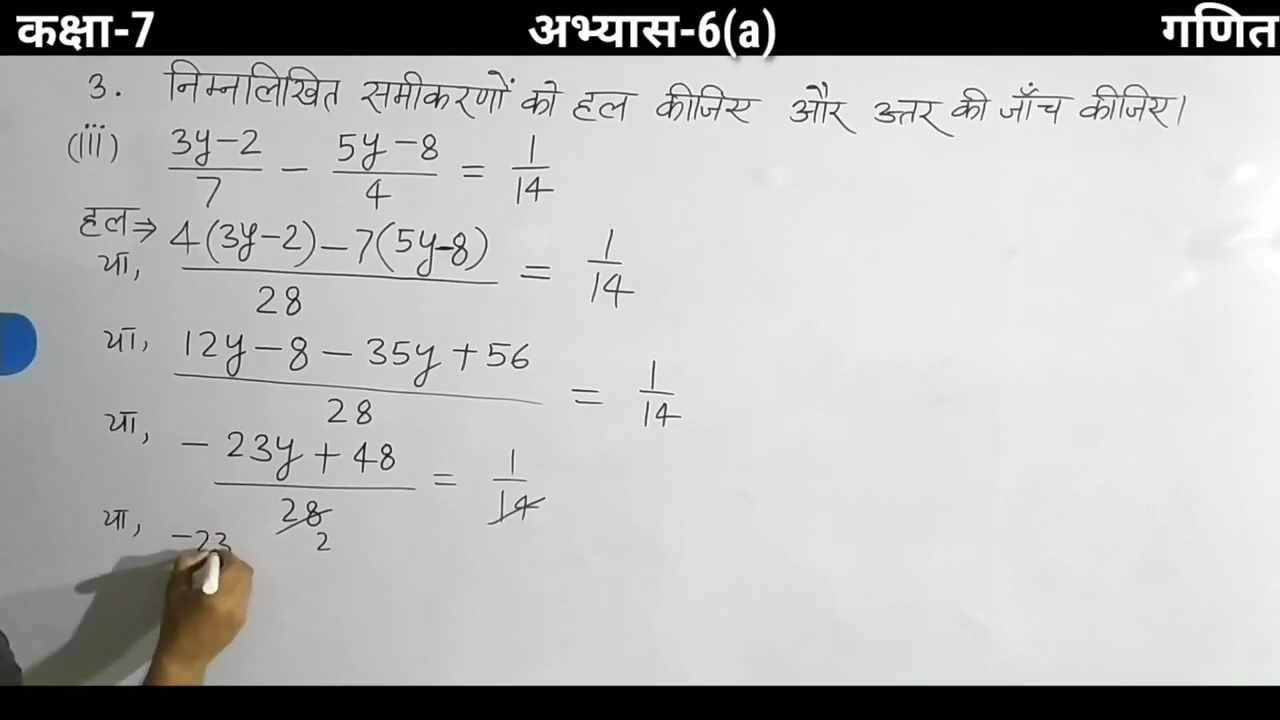 कक्षा-7 अभ्यास-6(a) गणित
3. निम्नलिखित समीकरणों को हल कीजिए और उत्तर की जाँच कीजिए।
(iii) (3y-2)/7 - (5y-8)/4 = 1/14
हल⇒
या, (4(3y-2)-7(5y-8))/28 = 1/14
या, (12y-8-35y+56)/28 = 1/14
या, (-23y+48)/28 = 1/14
2
या, -23